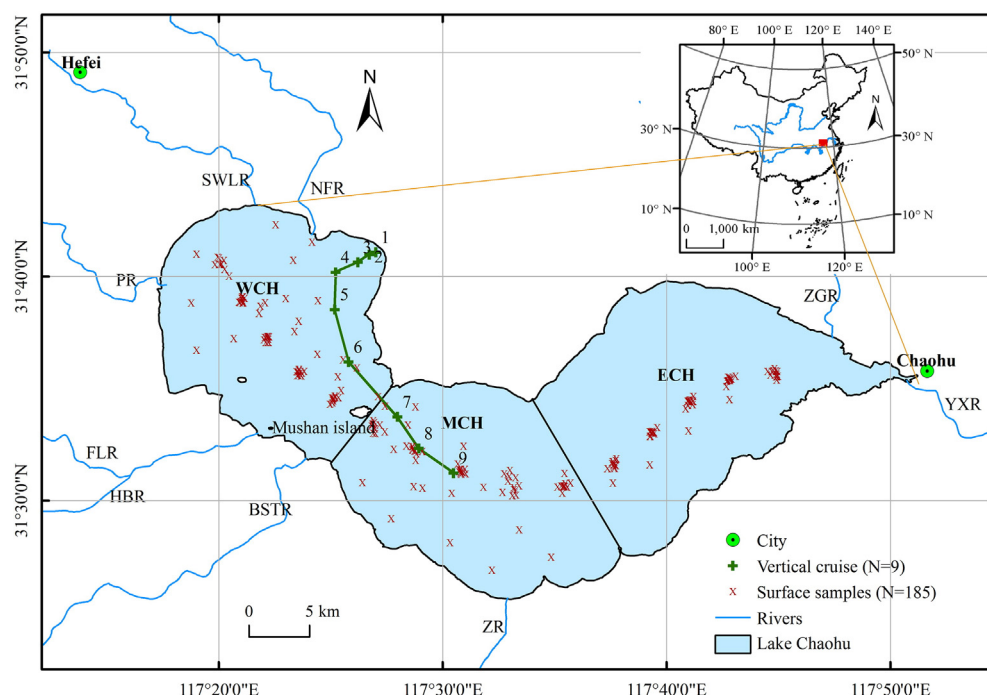 80° E 100° E 120° E 140° E
50° N
N
30° N
30° N
10° N
10° N
0 1,000 km
100° E 120° E
31°50'0" N
31°40'0" N
31°30'0" N
Hefei
N
SWLR
NFR
1
2
3
4
PR
5
WCH
ZGR
6
ECH
Chaohu
7
MCH
YXR
Mushan island
8
FLR
9
HBR
BSTR
City
Vertical cruise (N=9)
Surface samples (N=185)
0 5 km
Rivers
ZR
Lake Chaohu
117°20'0"E 117°30'0"E 117°40'0"E 117°50'0"E